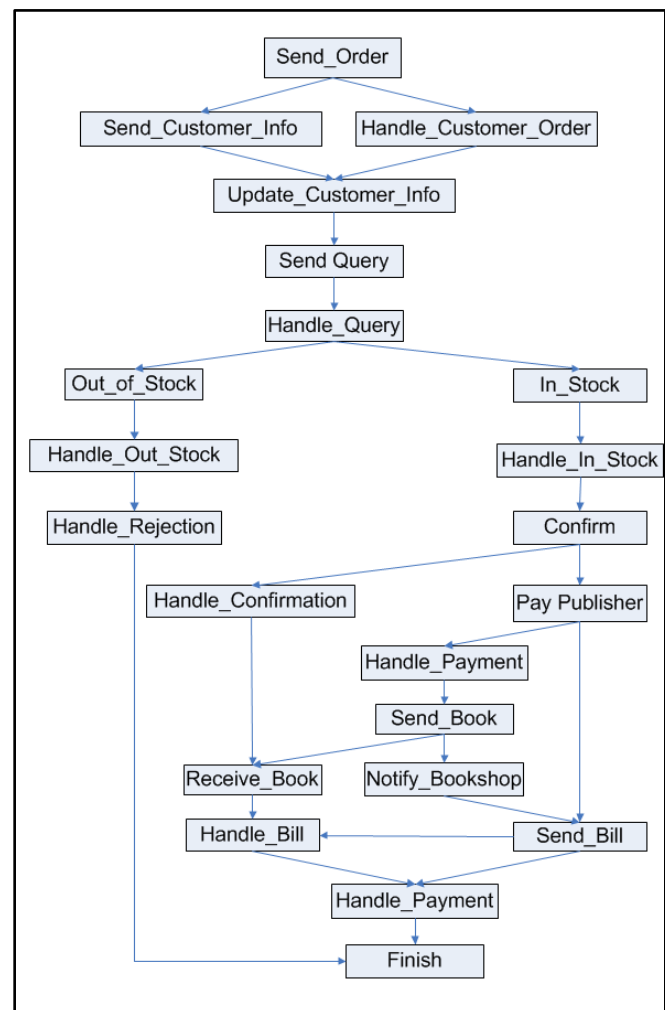 Send_Order
Send_Customer_Info
Handle_Customer_Order
Update_Customer_Info
Send Query
Handle_Query
Out_of_Stock
In_Stock
Handle_Out_Stock
Handle_In_Stock
Handle_Rejection
Confirm
Handle_Confirmation
Pay Publisher
Handle_Payment
Send_Book
Receive_Book
Notify_Bookshop
Handle_Bill
Send_Bill
Handle_Payment
Finish